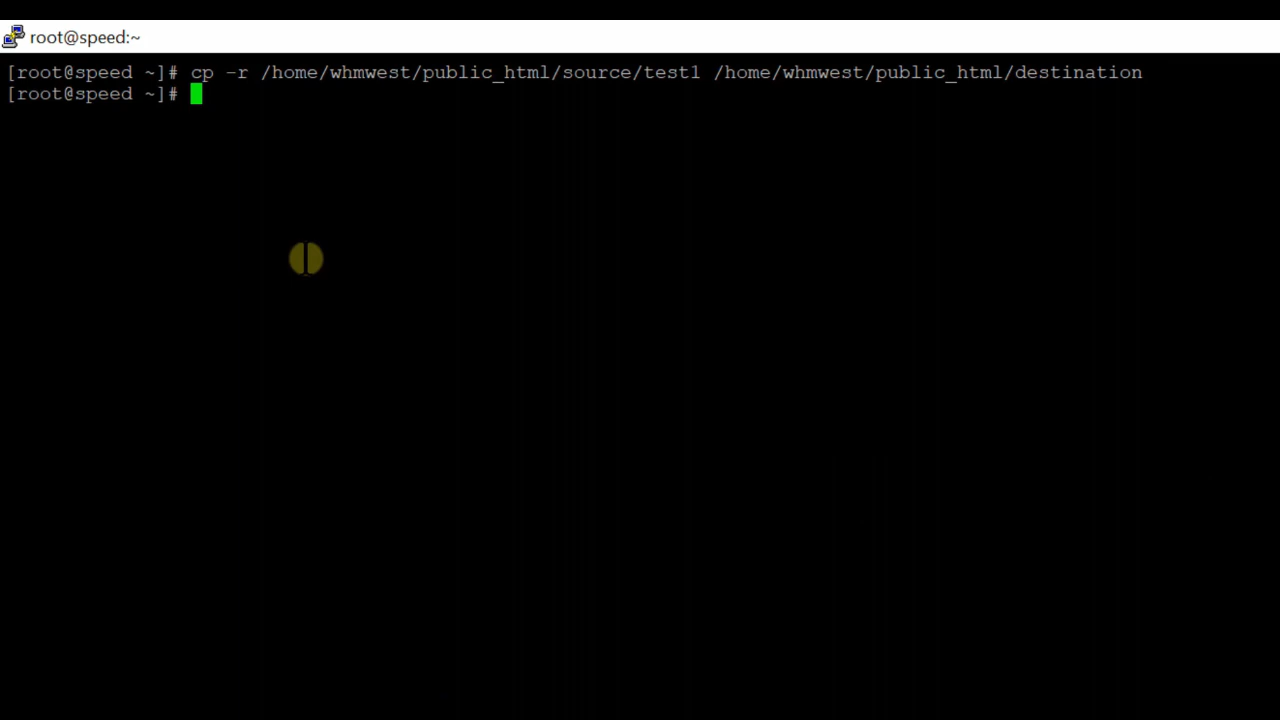 root@speed:~
[root@speed ~]# cp -r /home/whmwest/public_html/source/test1 /home/whmwest/public_html/destination
[root@speed ~]#